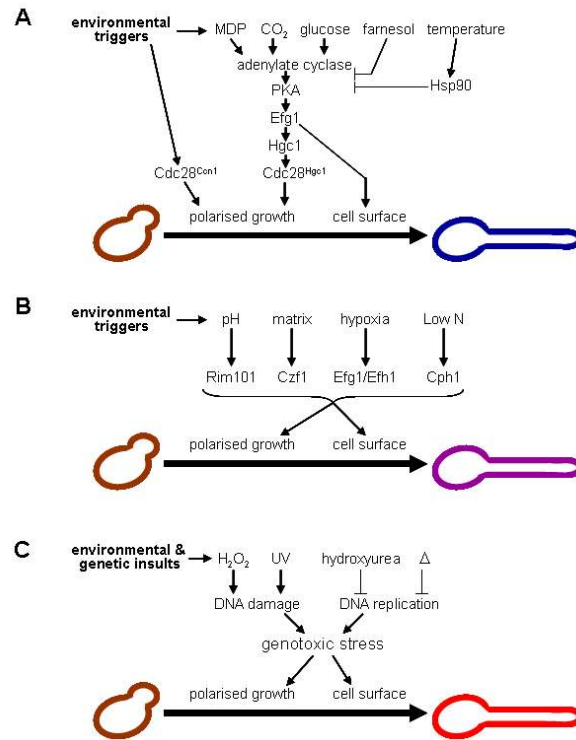 A
environmental triggers
MDP CO₂ glucose farnesol temperature
adenylate cyclase
PKA
Hsp90
Efg1
Hgc1
Cdc28Ccn1 Cdc28Hgc1
polarised growth cell surface
B
environmental triggers
pH matrix hypoxia Low N
Rim101 Czf1 Efg1/Efh1 Cph1
polarised growth cell surface
C
environmental & genetic insults
H₂O₂ UV hydroxyurea Δ
DNA damage DNA replication
genotoxic stress
polarised growth cell surface